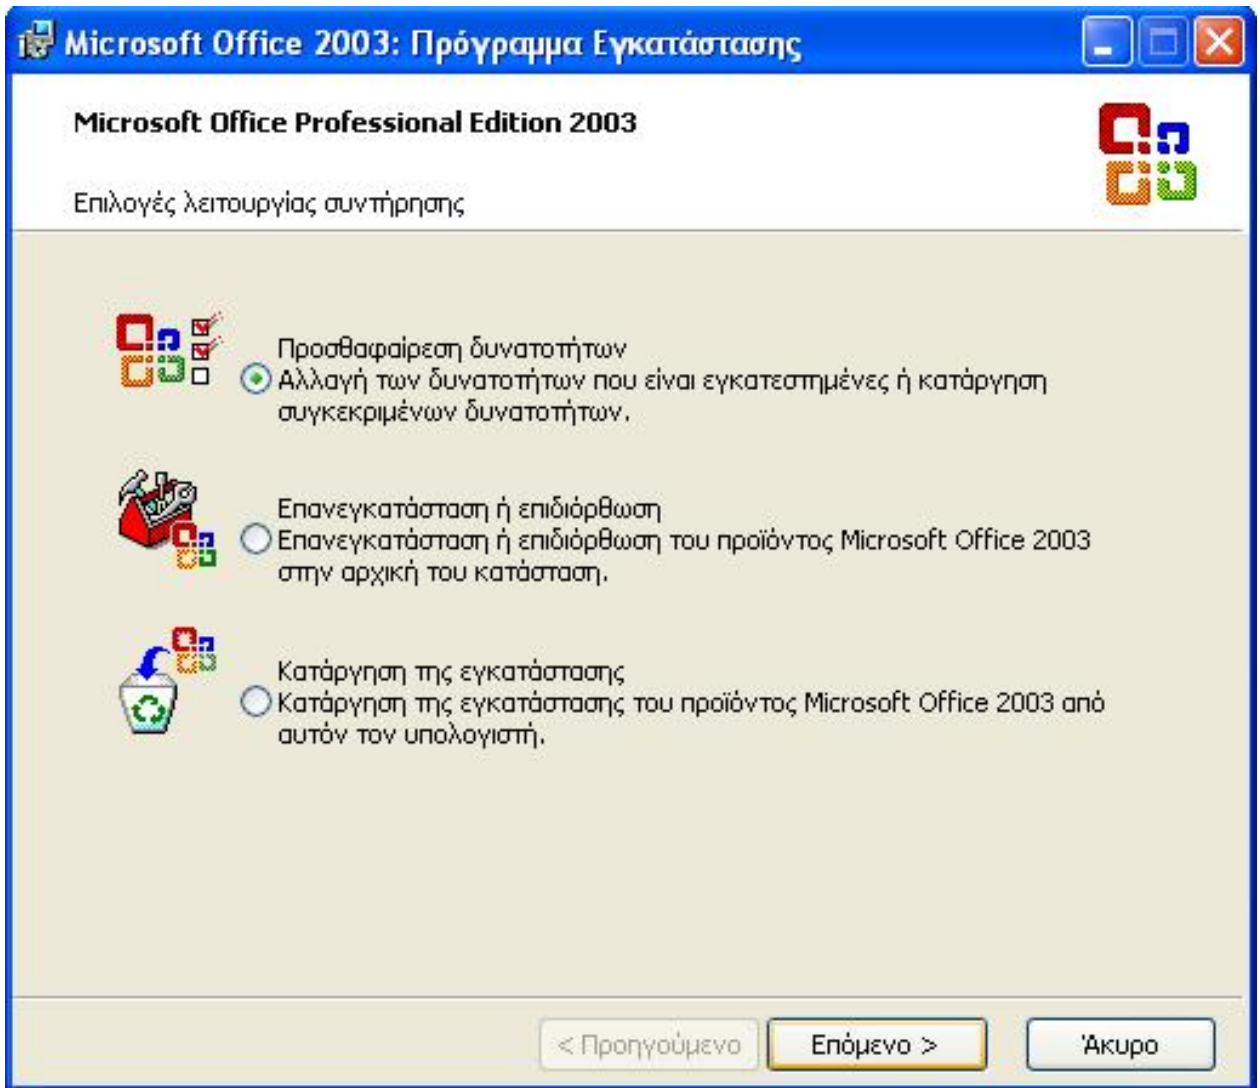 Microsoft Office 2003: Πρόγραμμα Εγκατάστασης
Microsoft Office Professional Edition 2003
Επιλογές λειτουργίας συντήρησης
Προσθαφαίρεση δυνατοτήτων
Αλλαγή των δυνατοτήτων που είναι εγκατεστημένες ή κατάργηση
συγκεκριμένων δυνατοτήτων.
Επανεγκατάσταση ή επιδιόρθωση
Επανεγκατάσταση ή επιδιόρθωση του προϊόντος Microsoft Office 2003
στην αρχική του κατάσταση.
Κατάργηση της εγκατάστασης
Κατάργηση της εγκατάστασης του προϊόντος Microsoft Office 2003 από
αυτόν τον υπολογιστή.
< Προηγούμενο
Επόμενο >
Άκυρο